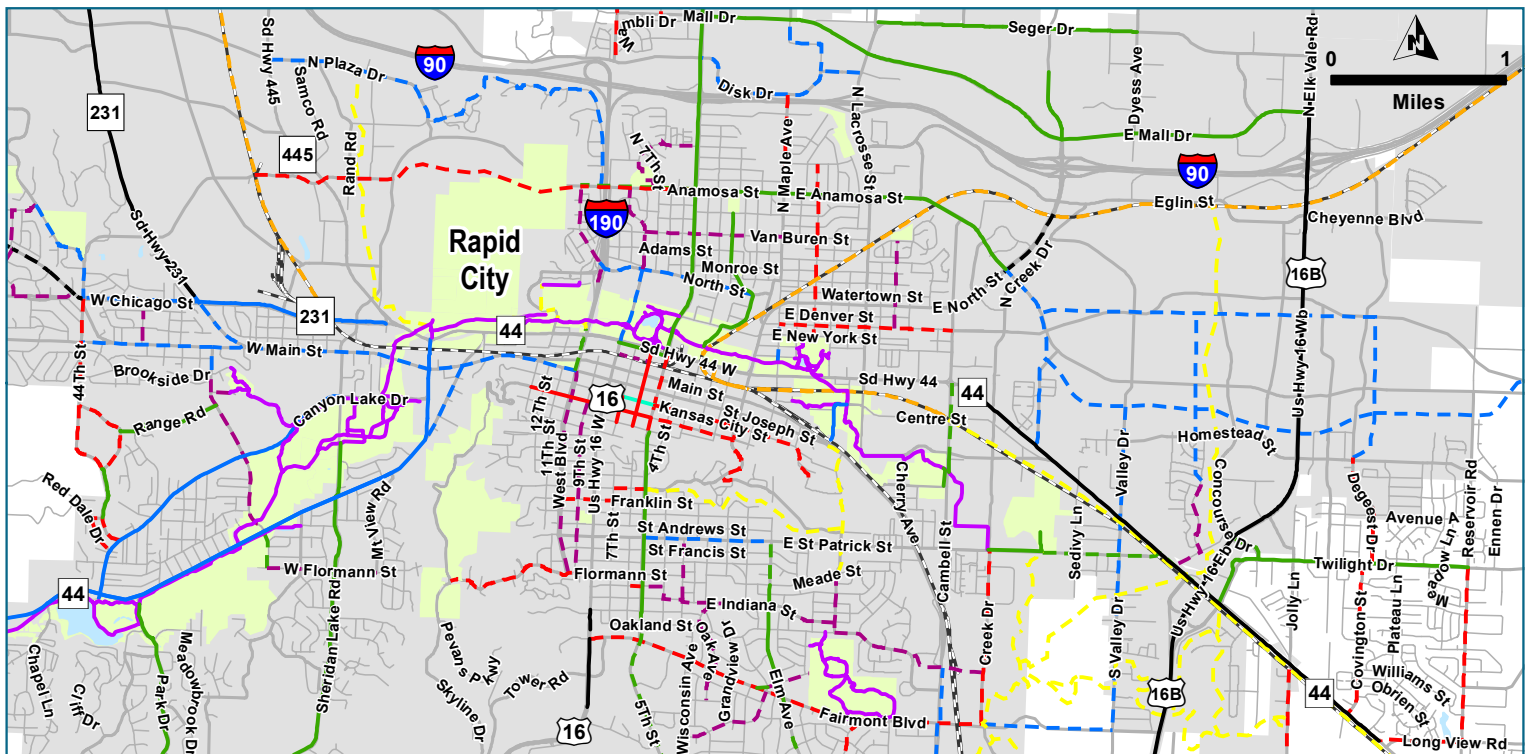 Wambli Dr
Mall Dr
Seger Dr
N Elk Vale Rd
N
0
1
Miles
Sd Hwy 445
N Plaza Dr
90
Samco Rd
Disk Dr
Dyess Ave
N Lacrosse St
E Mall Dr
231
445
Rand Rd
N 7Th St
N Maple Ave
90
Anamosa St
E Anamosa St
Eglin St
Cheyenne Blvd
190
Sd Hwy 231
Rapid
City
Adams St
Van Buren St
Monroe St
North St
16B
W Chicago St
231
Watertown St
E North St
N Creek Dr
E Denver St
44
E New York St
W Main St
Sd Hwy 44 W
Us Hwy 16 Wb
44Th St
Brookside Dr
Sd Hwy 44
44
Range Rd
Canyon Lake Dr
12Th St
16
Main St
St Joseph St
Kansas City St
Centre St
11Th St
West Blvd
9Th St
Us Hwy 16 W
4Th St
Homestead St
Valley Dr
Concourse Dr
Red Dale Dr
Mt View Rd
7Th St
Franklin St
Cherry Ave
Sedivy Ln
Degeest Dr
Avenue A
Reservoir Rd
Ennen Dr
St Andrews St
St Francis St
E St Patrick St
Cambell St
Meadow Ln
W Flormann St
Flormann St
Meade St
Twilight Dr
44
E Indiana St
Us Hwy 16 Eb
Jolly Ln
Plateau Ln
Oakland St
Creek Dr
S Valley Dr
Covington St
Chapel Ln
Cliff Dr
Park Dr
Meadowbrook Dr
Sheridan Lake Rd
Pevans Pkwy
Skyline Dr
Tower Rd
16
5Th St
Wisconsin Ave
Oak Ave
Grandview Dr
Elm Ave
Fairmont Blvd
16B
44
Williams St
Obrien St
Long View Rd